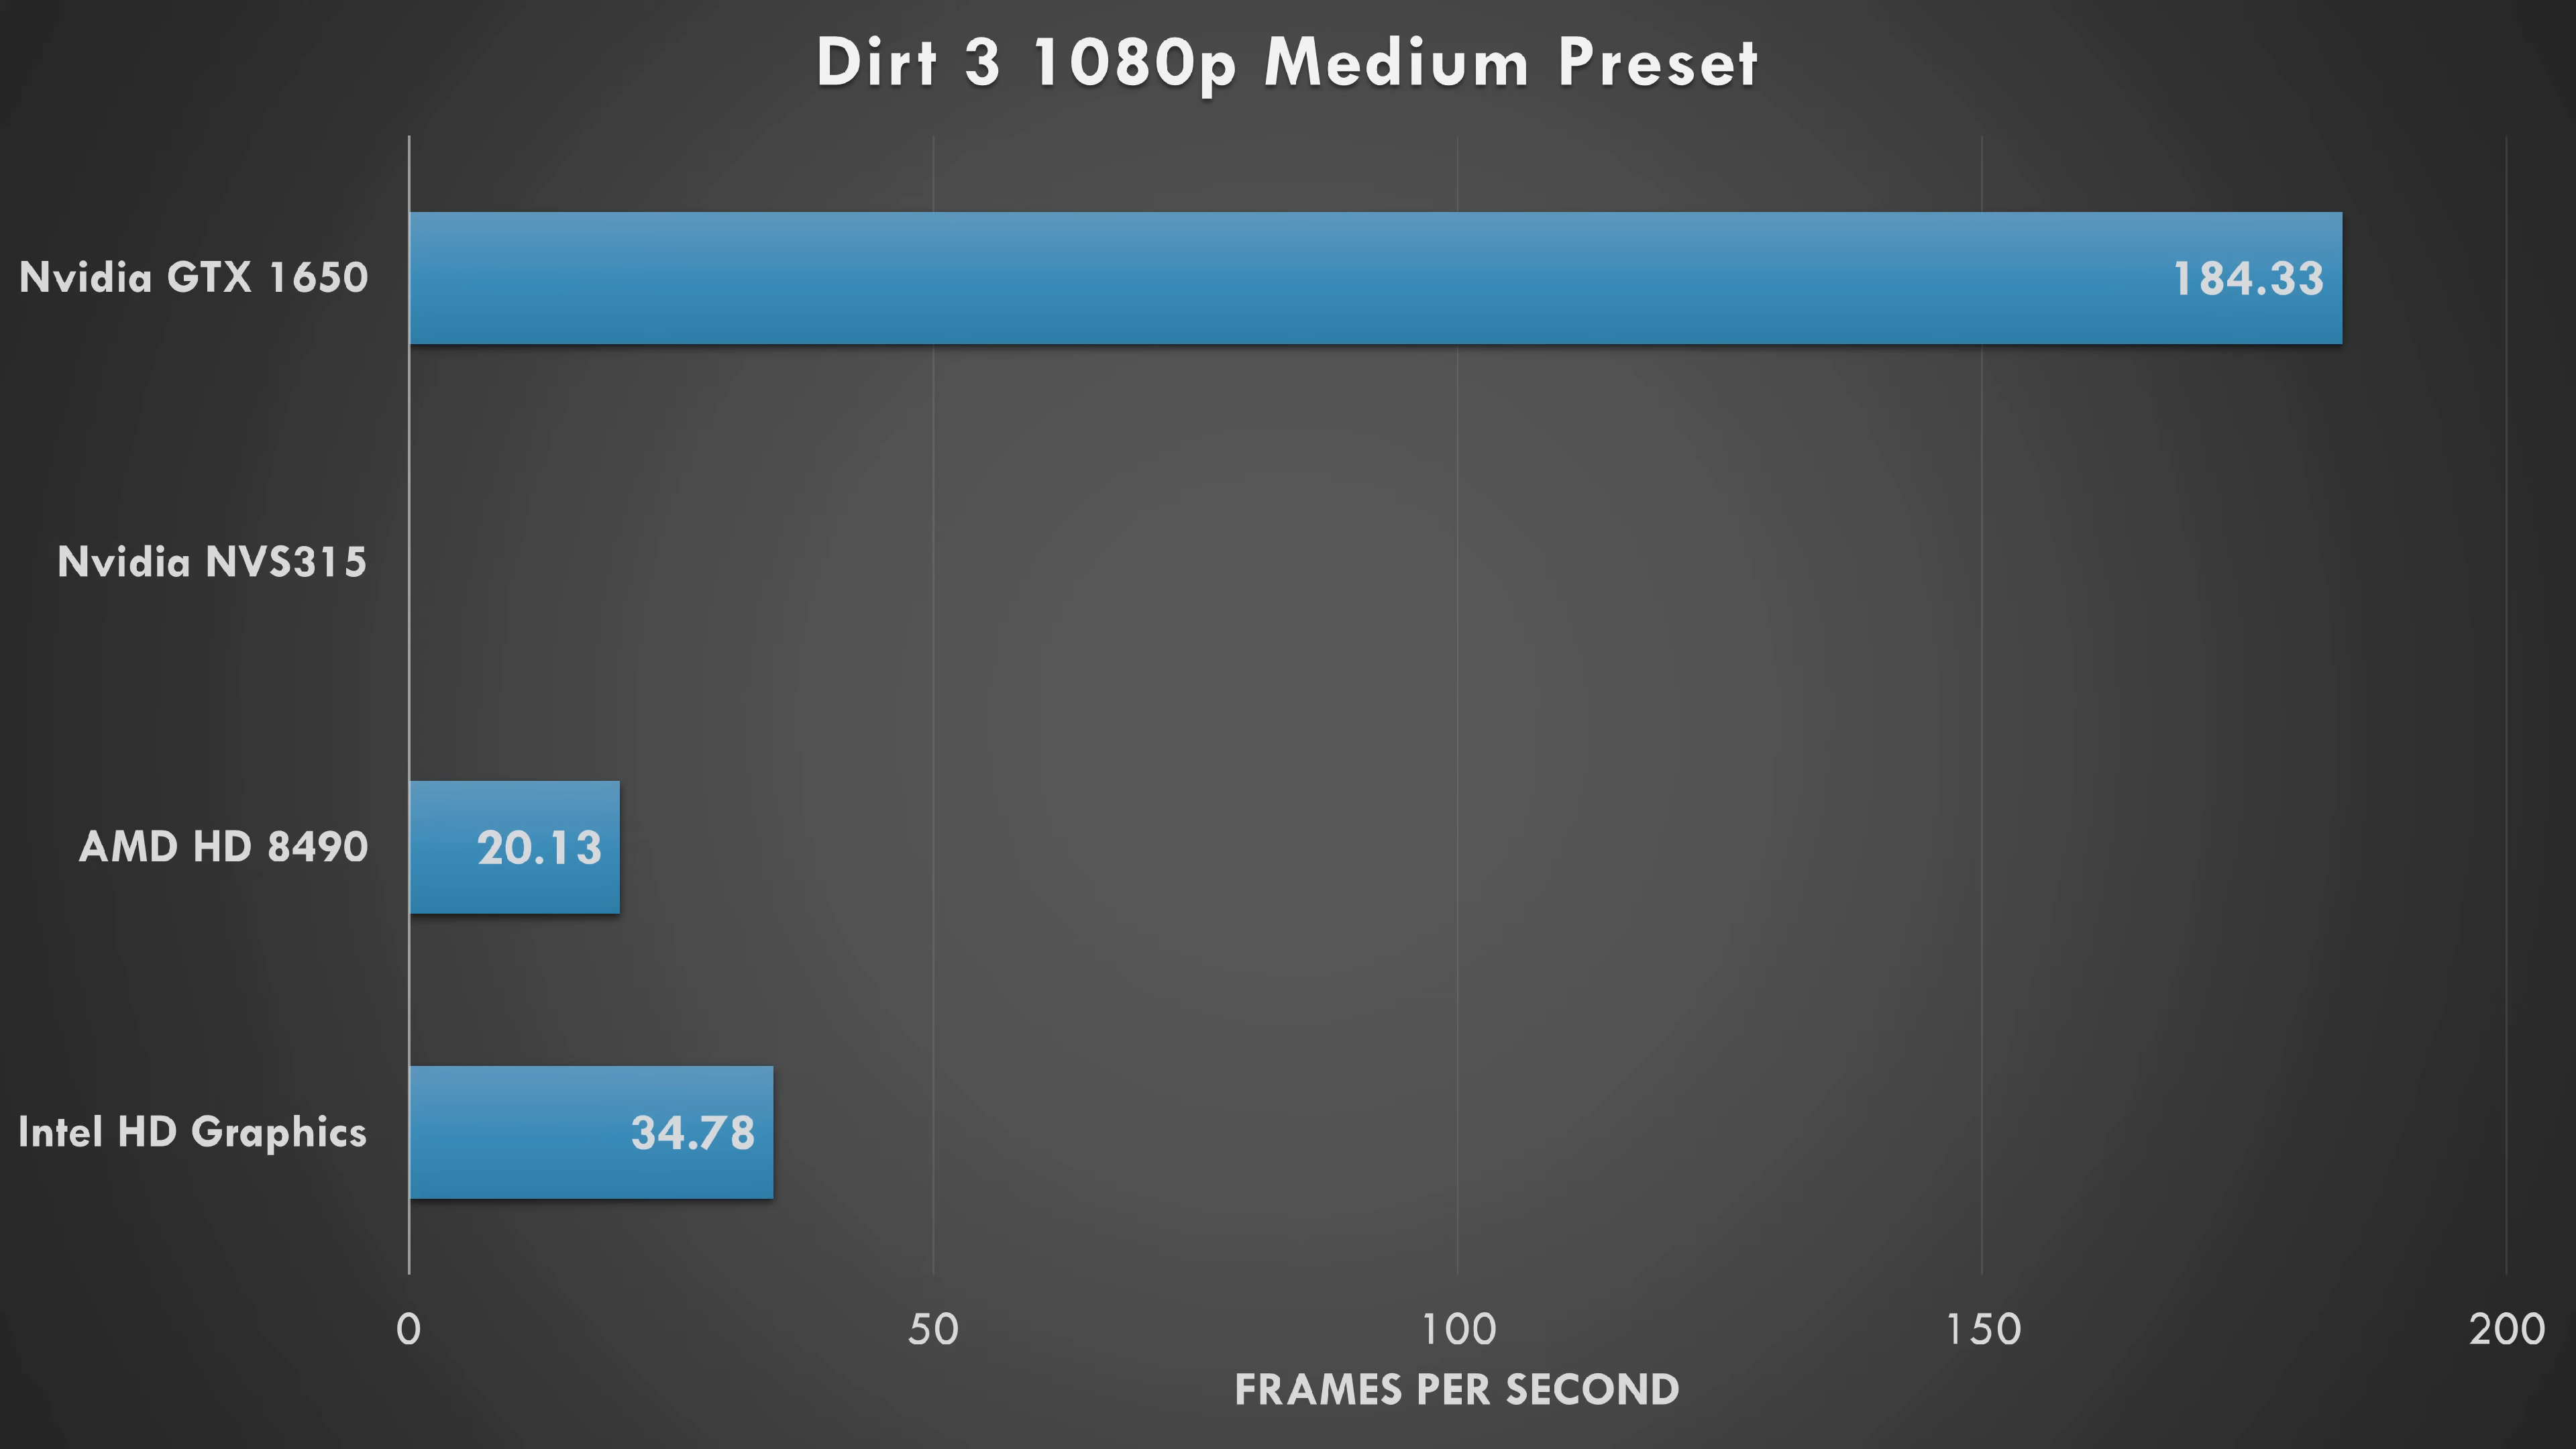 Dirt 3 1080p Medium Preset
Nvidia GTX 1650
184.33
Nvidia NVS315
AMD HD 8490
20.13
Intel HD Graphics
34.78
0 50 100 150 200
FRAMES PER SECOND